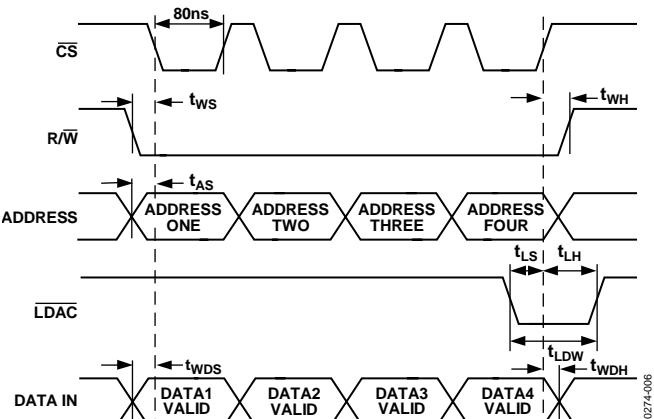 80ns
CS
tWS
tWH
R/W
tAS
ADDRESS
ADDRESS ONE
ADDRESS TWO
ADDRESS THREE
ADDRESS FOUR
tLS
tLH
LDAC
tLDW
tWDS
tWDH
DATA IN
DATA1 VALID
DATA2 VALID
DATA3 VALID
DATA4 VALID
0274-006